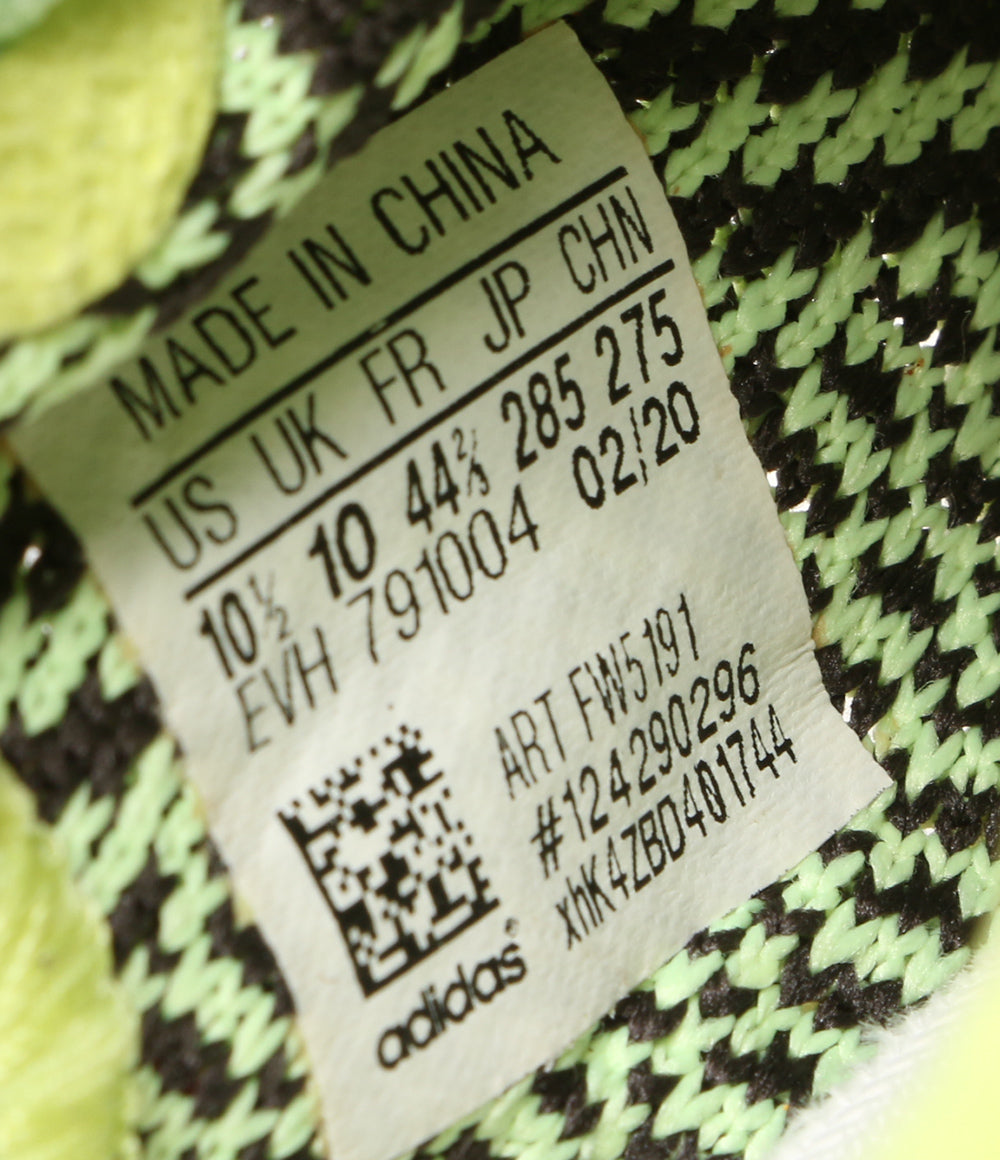 MADE IN CHINA
US UK FR JP CHN
10½ 10 44⅔ 285 275
EVH 791004 02/20
ART FW5191
#124290296
xhK4ZBD401744
adidas®